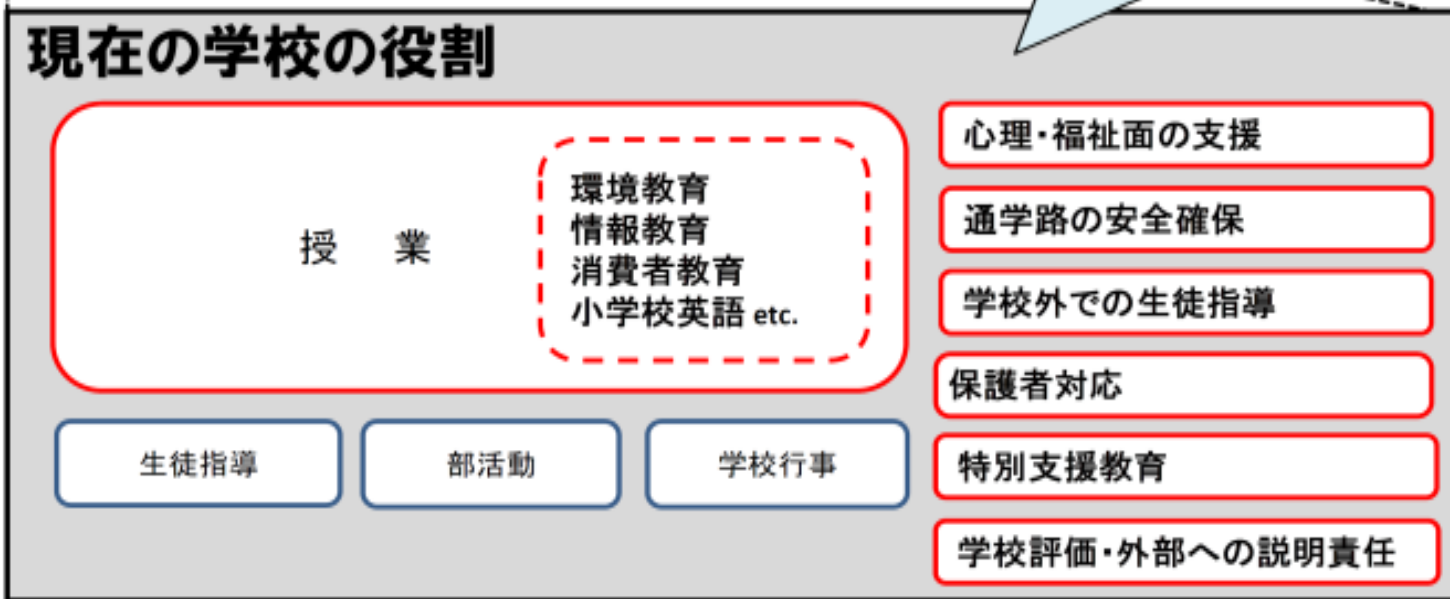 現在の学校の役割
授 業
環境教育
情報教育
消費者教育
小学校英語 etc.
生徒指導
部活動
学校行事
心理・福祉面の支援
通学路の安全確保
学校外での生徒指導
保護者対応
特別支援教育
学校評価・外部への説明責任